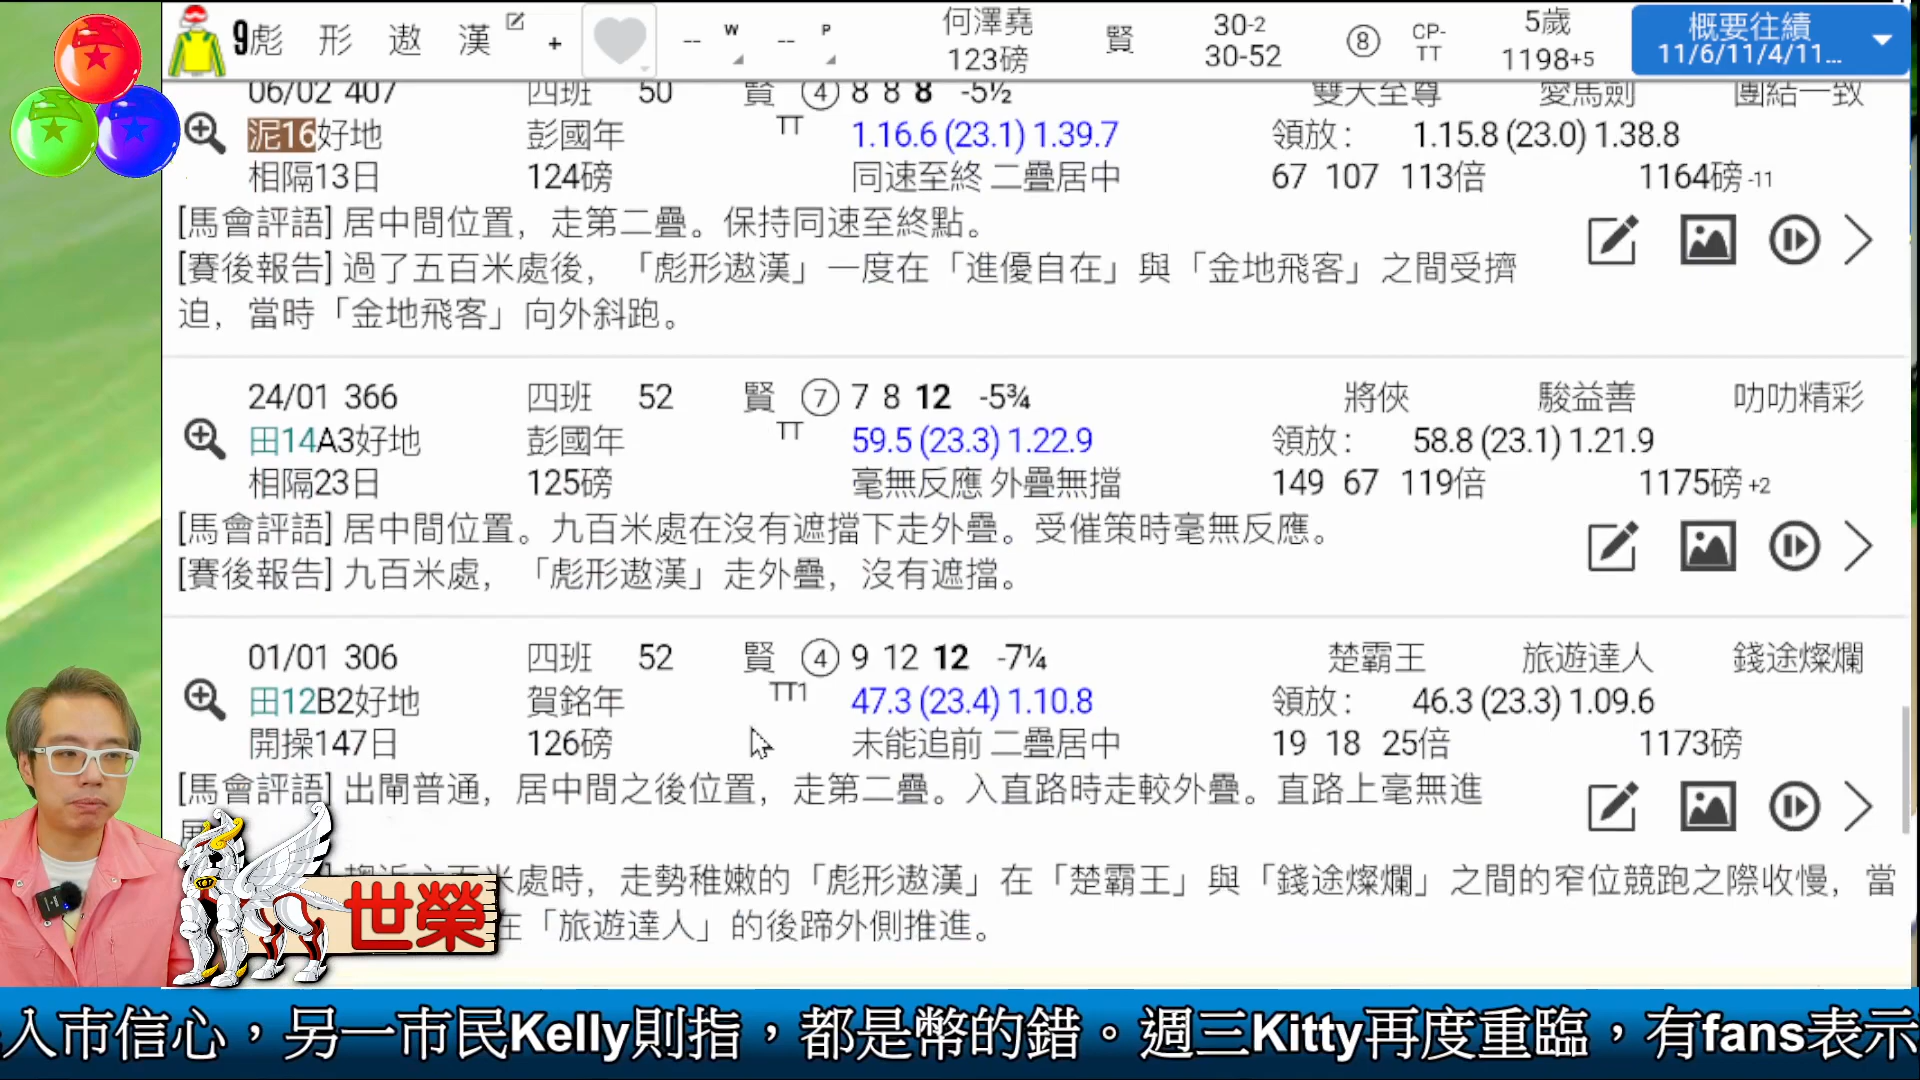 9彪形遨漢 + -- W -- P 何澤堯 賢 30-2 ⑧ CP- 5歲 概要往績
123磅 30-52 TT 1198+5 11/6/11/4/11...
06/02 407 四班 50 賢 ④ 8 8 8 -5½ 雙天至尊 愛馬劍 團結一致
泥16好地 彭國年 TT 1.16.6 (23.1) 1.39.7 領放： 1.15.8 (23.0) 1.38.8
相隔13日 124磅 同速至終 二疊居中 67 107 113倍 1164磅 -11
[馬會評語] 居中間位置，走第二疊。保持同速至終點。
[賽後報告] 過了五百米處後，「彪形遨漢」一度在「進優自在」與「金地飛客」之間受擠
迫，當時「金地飛客」向外斜跑。
24/01 366 四班 52 賢 ⑦ 7 8 12 -5¾ 將俠 駿益善 叻叻精彩
田14A3好地 彭國年 TT 59.5 (23.3) 1.22.9 領放： 58.8 (23.1) 1.21.9
相隔23日 125磅 毫無反應 外疊無擋 149 67 119倍 1175磅 +2
[馬會評語] 居中間位置。九百米處在沒有遮擋下走外疊。受催策時毫無反應。
[賽後報告] 九百米處，「彪形遨漢」走外疊，沒有遮擋。
01/01 306 四班 52 賢 ④ 9 12 12 -7¼ 楚霸王 旅遊達人 錢途燦爛
田12B2好地 賀銘年 TT1 47.3 (23.4) 1.10.8 領放： 46.3 (23.3) 1.09.6
開操147日 126磅 未能追前 二疊居中 19 18 25倍 1173磅
[馬會評語] 出閘普通，居中間之後位置，走第二疊。入直路時走較外疊。直路上毫無進
米處時，走勢稚嫩的「彪形遨漢」在「楚霸王」與「錢途燦爛」之間的窄位競跑之際收慢，當
在「旅遊達人」的後蹄外側推進。
世榮
入市信心，另一市民Kelly則指，都是幣的錯。週三Kitty再度重臨，有fans表示